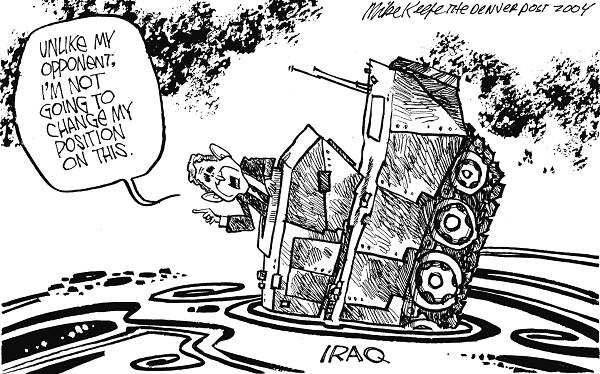 Mike Keefe THE DENVER POST 2004
UNLIKE MY
OPPONENT,
I'M NOT
GOING TO
CHANGE MY
POSITION
ON THIS.
IRAQ